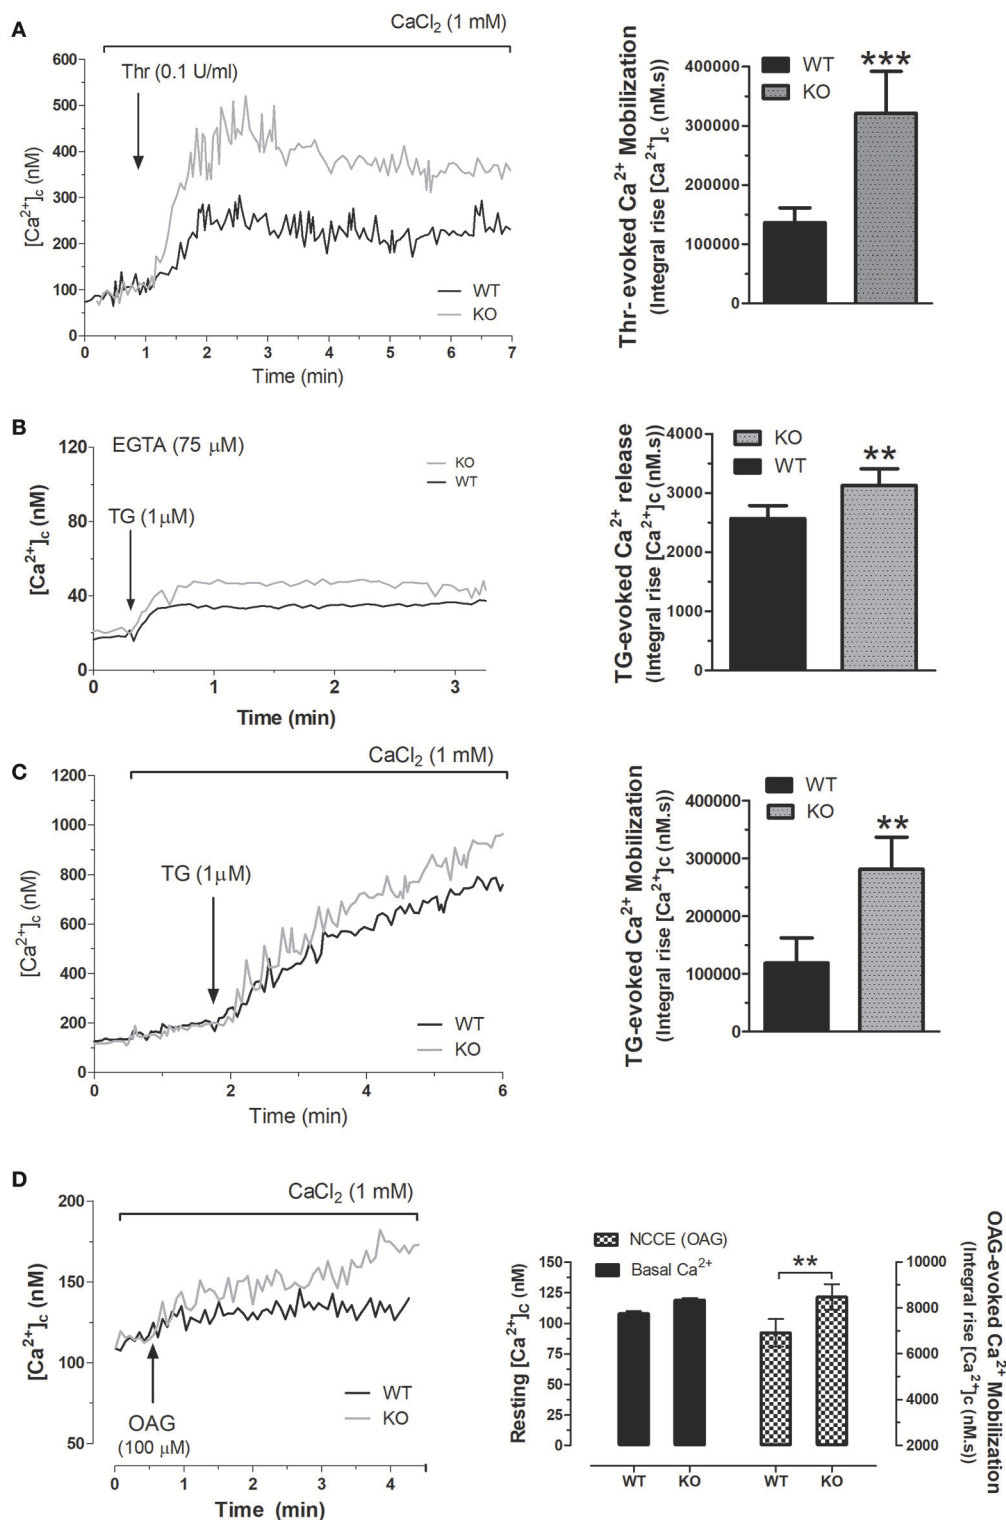 A
CaCl2 (1 mM)
Thr (0.1 U/ml)
[Ca2+]c (nM)
600
500
400
300
200
100
0
0 1 2 3 4 5 6 7
Time (min)
WT
KO
Thr- evoked Ca2+ Mobilization
(Integral rise [Ca2+]c (nM.s))
400000
300000
200000
100000
0
WT
KO
***
B
EGTA (75 µM)
TG (1µM)
[Ca2+]c (nM)
120
80
40
0
0 1 2 3
Time (min)
KO
WT
TG-evoked Ca2+ release
(Integral rise [Ca2+]c (nM.s))
4000
3000
2000
1000
0
KO
WT
**
C
CaCl2 (1 mM)
TG (1µM)
[Ca2+]c (nM)
1200
1000
800
600
400
200
0
0 2 4 6
Time (min)
WT
KO
TG-evoked Ca2+ Mobilization
(Integral rise [Ca2+]c (nM.s))
400000
300000
200000
100000
0
WT
KO
**
D
CaCl2 (1 mM)
[Ca2+]c (nM)
200
150
100
50
OAG
(100 µM)
WT
KO
0 1 2 3 4
Time (min)
NCCE (OAG)
Basal Ca2+
**
Resting [Ca2+]c (nM)
150
125
100
75
50
25
0
10000
8000
6000
4000
2000
OAG-evoked Ca2+ Mobilization
(Integral rise [Ca2+]c (nM.s))
WT KO WT KO